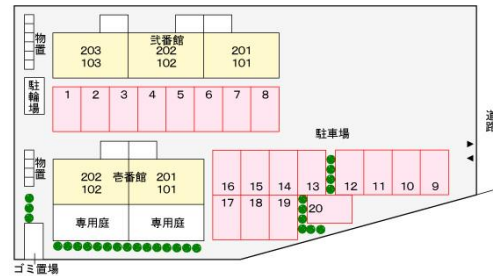 物置
弐番館
203
202
201
103
102
101
駐輪場
1 2 3 4 5 6 7 8
道路
駐車場
物置
202
壱番館
201
102
101
16 15 14 13 12 11 10 9
17 18 19 20
専用庭
専用庭
ゴミ置場